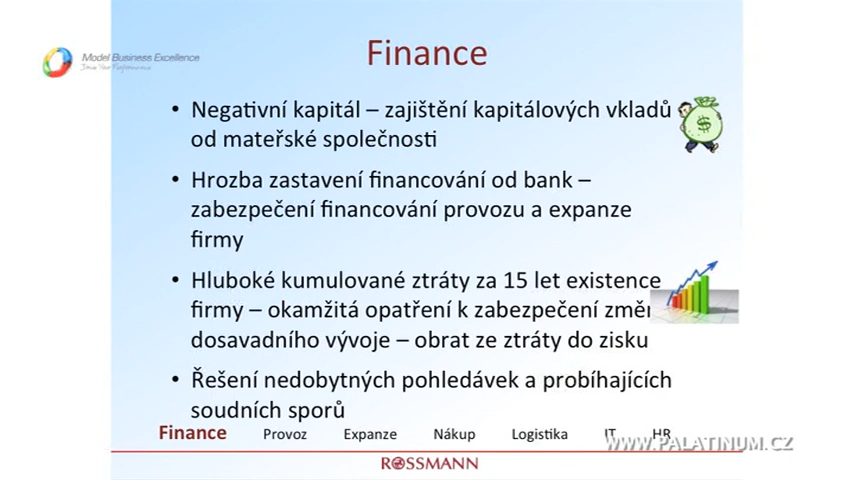 Model Business Excellence
Drive Your Performance
Finance
• Negativní kapitál – zajištění kapitálových vkladů
od mateřské společnosti
• Hrozba zastavení financování od bank –
zabezpečení financování provozu a expanze
firmy
• Hluboké kumulované ztráty za 15 let existence
firmy – okamžitá opatření k zabezpečení změn
dosavadního vývoje – obrat ze ztráty do zisku
• Řešení nedobytných pohledávek a probíhajících
soudních sporů
Finance Provoz Expanze Nákup Logistika IT HR
WWW.PALATINUM.CZ
ROSSMANN